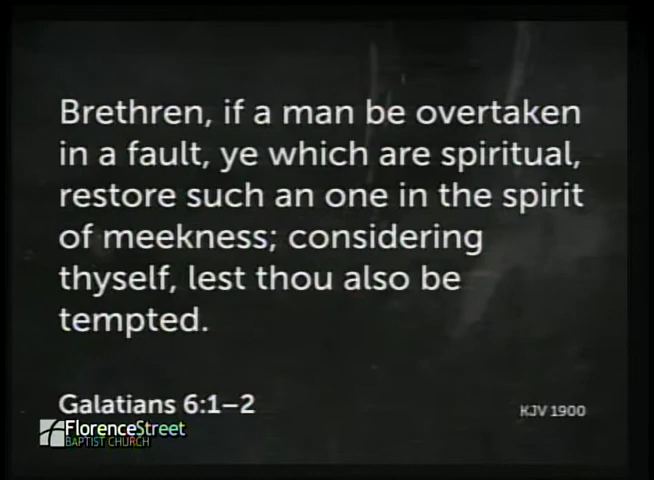 Brethren, if a man be overtaken
in a fault, ye which are spiritual,
restore such an one in the spirit
of meekness; considering
thyself, lest thou also be
tempted.
Galatians 6:1–2
KJV 1900
FlorenceStreet
BAPTIST CHURCH